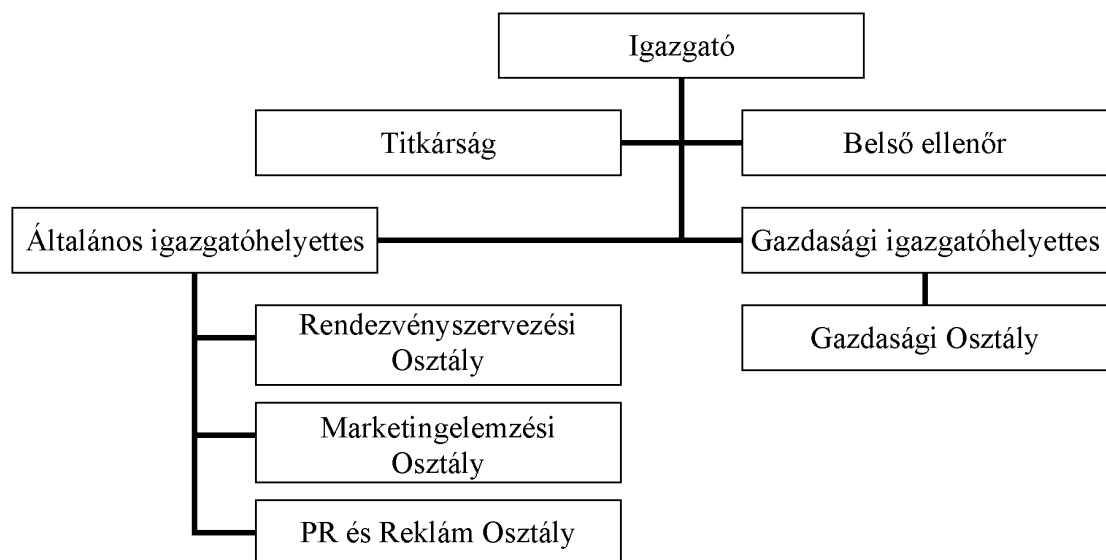 Igazgató
Titkárság
Belső ellenőr
Általános igazgatóhelyettes
Gazdasági igazgatóhelyettes
Rendezvényszervezési
Osztály
Gazdasági Osztály
Marketingelemzési
Osztály
PR és Reklám Osztály